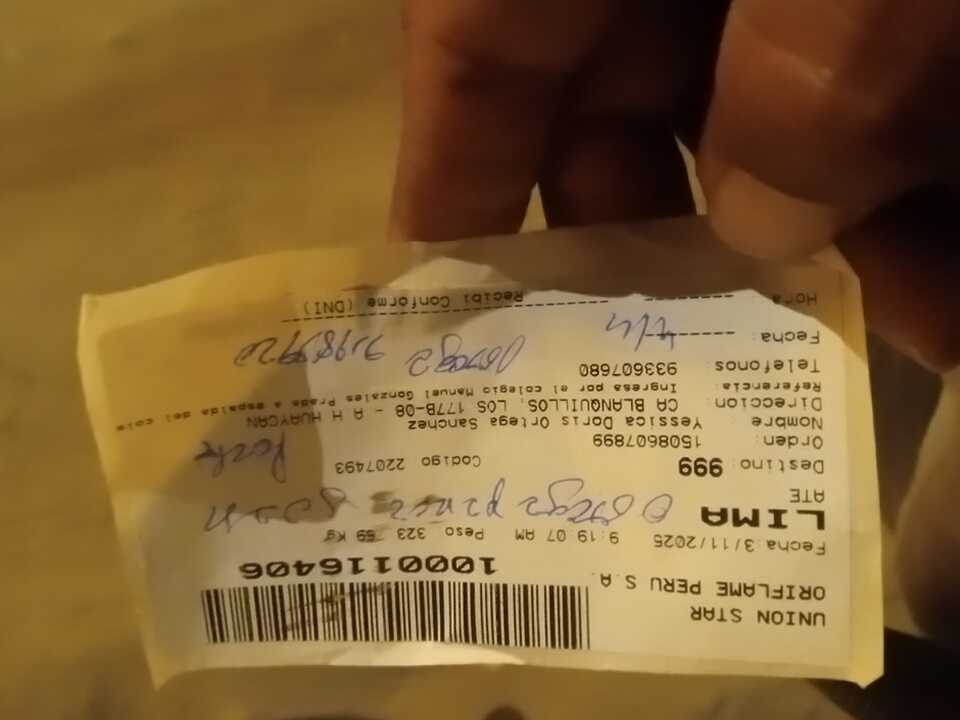 UNION STAR
ORIFLAME PERU S.A.
1000116406
Fecha: 3/11/2025 9:19:07 AM Peso: 323. 59 Kg
LIMA
ATE
Destino: 999 Codigo 2207493
Orden: 1508607899
Nombre : Yessica Doris Ortega Sanchez
Direccion: CA BLANQUILLOS, LOS 177B-08 - A H HUAYCAN
Referencia: Ingresa por el colegio Manuel Gonzales Prada a espalda del cole
Telefonos: 933607680
Fecha:
Hora: Recibi Conforme (DNI)